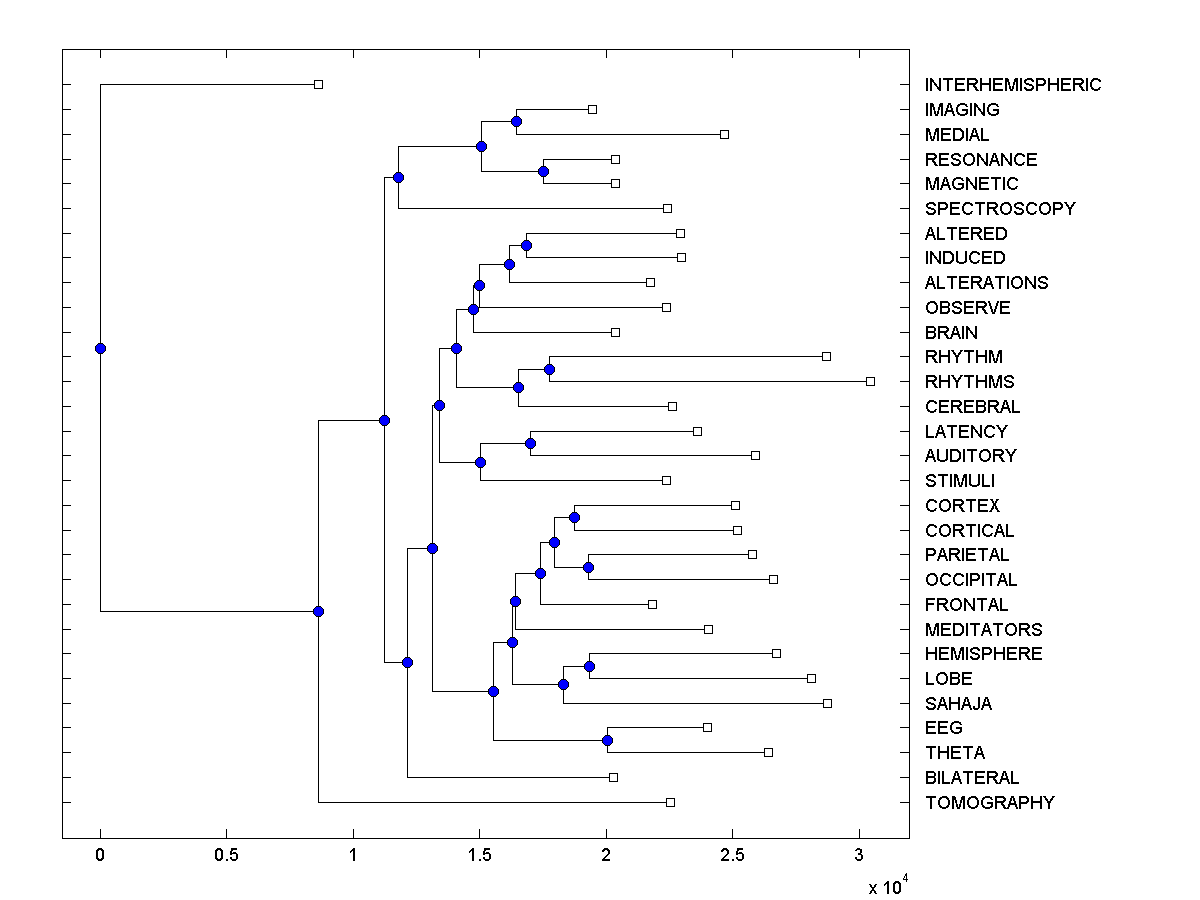 INTERHEMISPHERIC
IMAGING
MEDIAL
RESONANCE
MAGNETIC
SPECTROSCOPY
ALTERED
INDUCED
ALTERATIONS
OBSERVE
BRAIN
RHYTHM
RHYTHMS
CEREBRAL
LATENCY
AUDITORY
STIMULI
CORTEX
CORTICAL
PARIETAL
OCCIPITAL
FRONTAL
MEDITATORS
HEMISPHERE
LOBE
SAHAJA
EEG
THETA
BILATERAL
TOMOGRAPHY
0 0.5 1 1.5 2 2.5 3
x 10^4